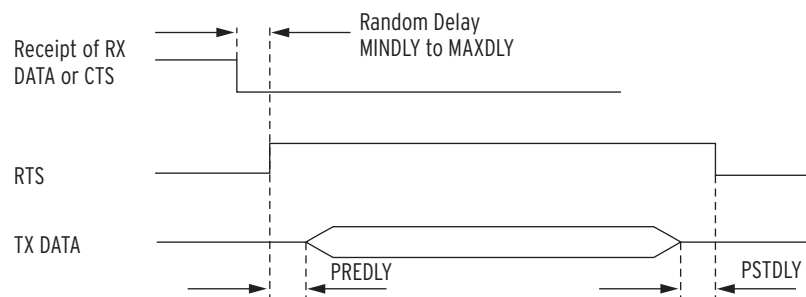 Random Delay
MINDLY to MAXDLY
Receipt of RX
DATA or CTS
RTS
TX DATA
PREDLY
PSTDLY